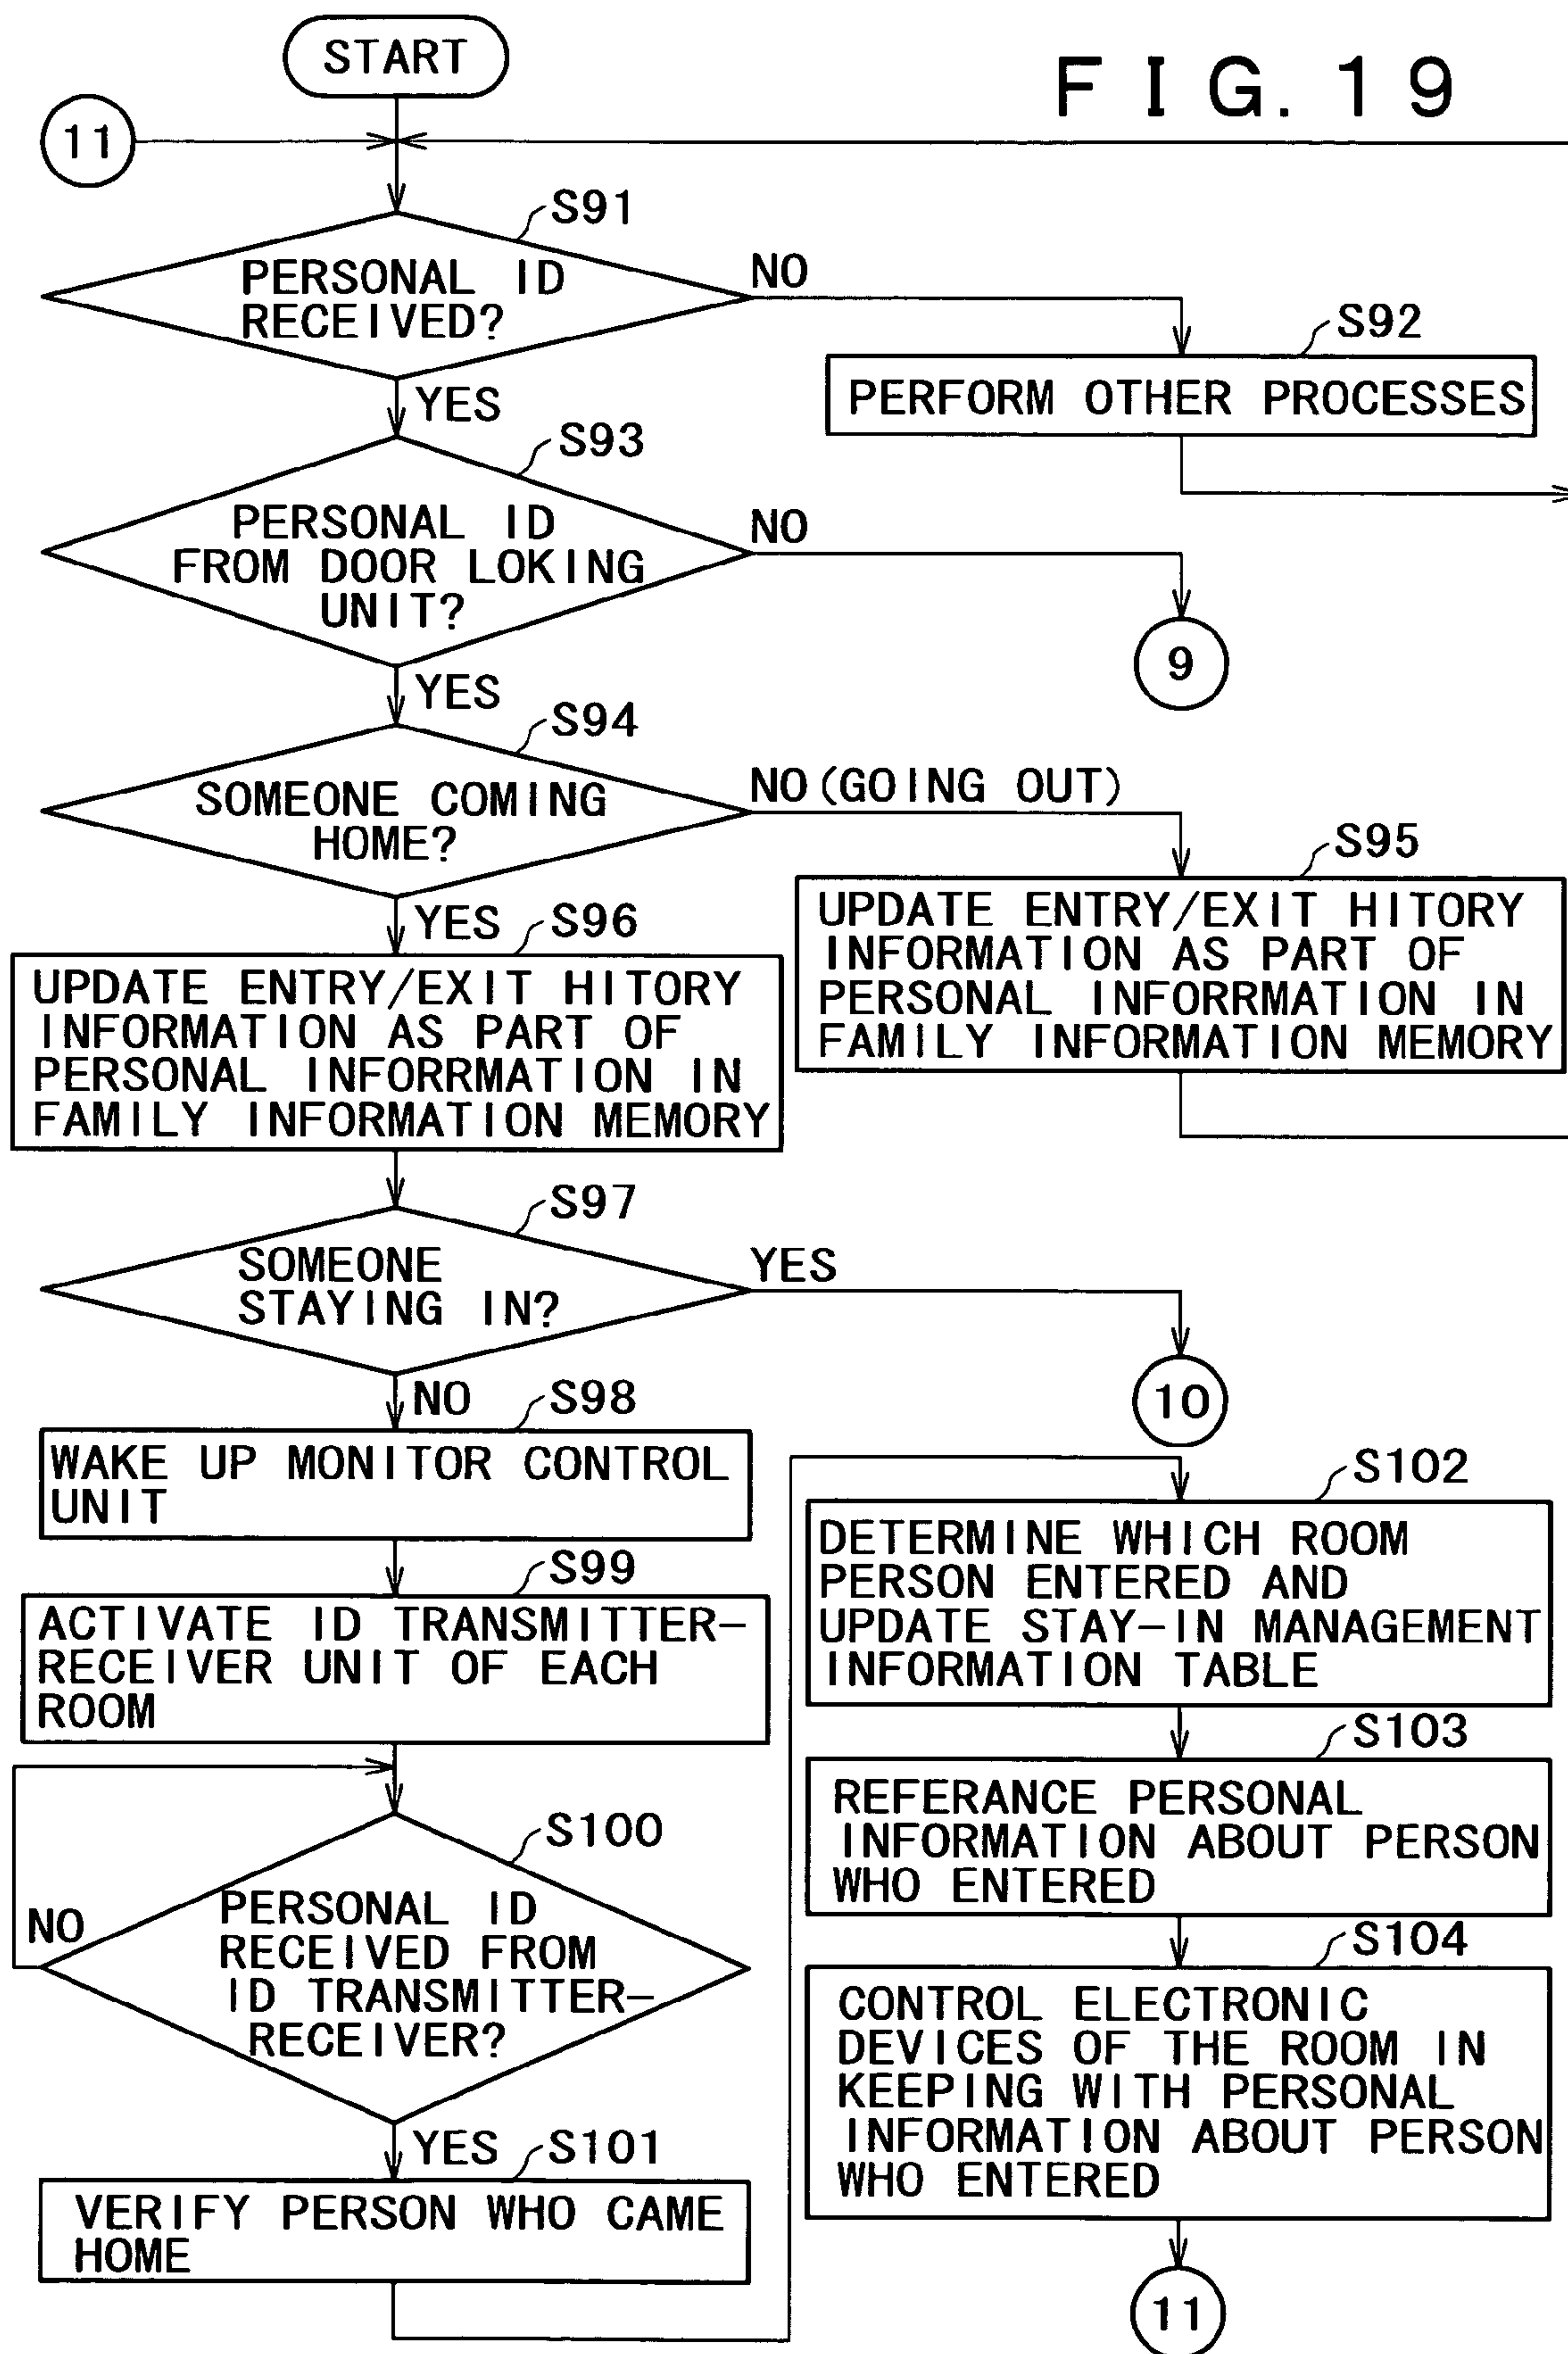 START
FIG. 19
11
S91
PERSONAL ID
RECEIVED?
NO
YES
S92
PERFORM OTHER PROCESSES
S93
PERSONAL ID
FROM DOOR LOKING
UNIT?
NO
YES
9
S94
SOMEONE COMING
HOME?
NO (GOING OUT)
YES
S95
UPDATE ENTRY/EXIT HITORY
INFORMATION AS PART OF
PERSONAL INFORRMATION IN
FAMILY INFORMATION MEMORY
S96
UPDATE ENTRY/EXIT HITORY
INFORMATION AS PART OF
PERSONAL INFORRMATION IN
FAMILY INFORMATION MEMORY
S97
SOMEONE
STAYING IN?
YES
NO
10
S98
WAKE UP MONITOR CONTROL
UNIT
S99
ACTIVATE ID TRANSMITTER-
RECEIVER UNIT OF EACH
ROOM
S100
PERSONAL ID
RECEIVED FROM
ID TRANSMITTER-
RECEIVER?
NO
YES
S101
VERIFY PERSON WHO CAME
HOME
S102
DETERMINE WHICH ROOM
PERSON ENTERED AND
UPDATE STAY-IN MANAGEMENT
INFORMATION TABLE
S103
REFERANCE PERSONAL
INFORMATION ABOUT PERSON
WHO ENTERED
S104
CONTROL ELECTRONIC
DEVICES OF THE ROOM IN
KEEPING WITH PERSONAL
INFORMATION ABOUT PERSON
WHO ENTERED
11